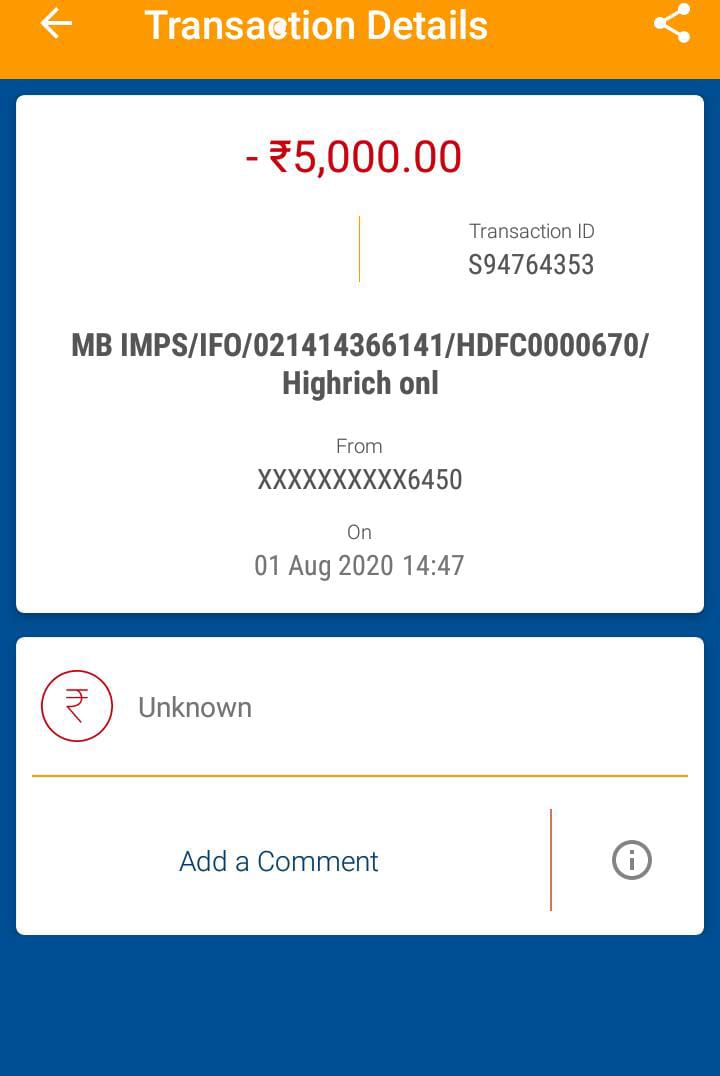 Transaction Details
- ₹5,000.00
Transaction ID
S94764353
MB IMPS/IFO/021414366141/HDFC0000670/
Highrich onl
From
XXXXXXXXXX6450
On
01 Aug 2020 14:47
₹
Unknown
Add a Comment